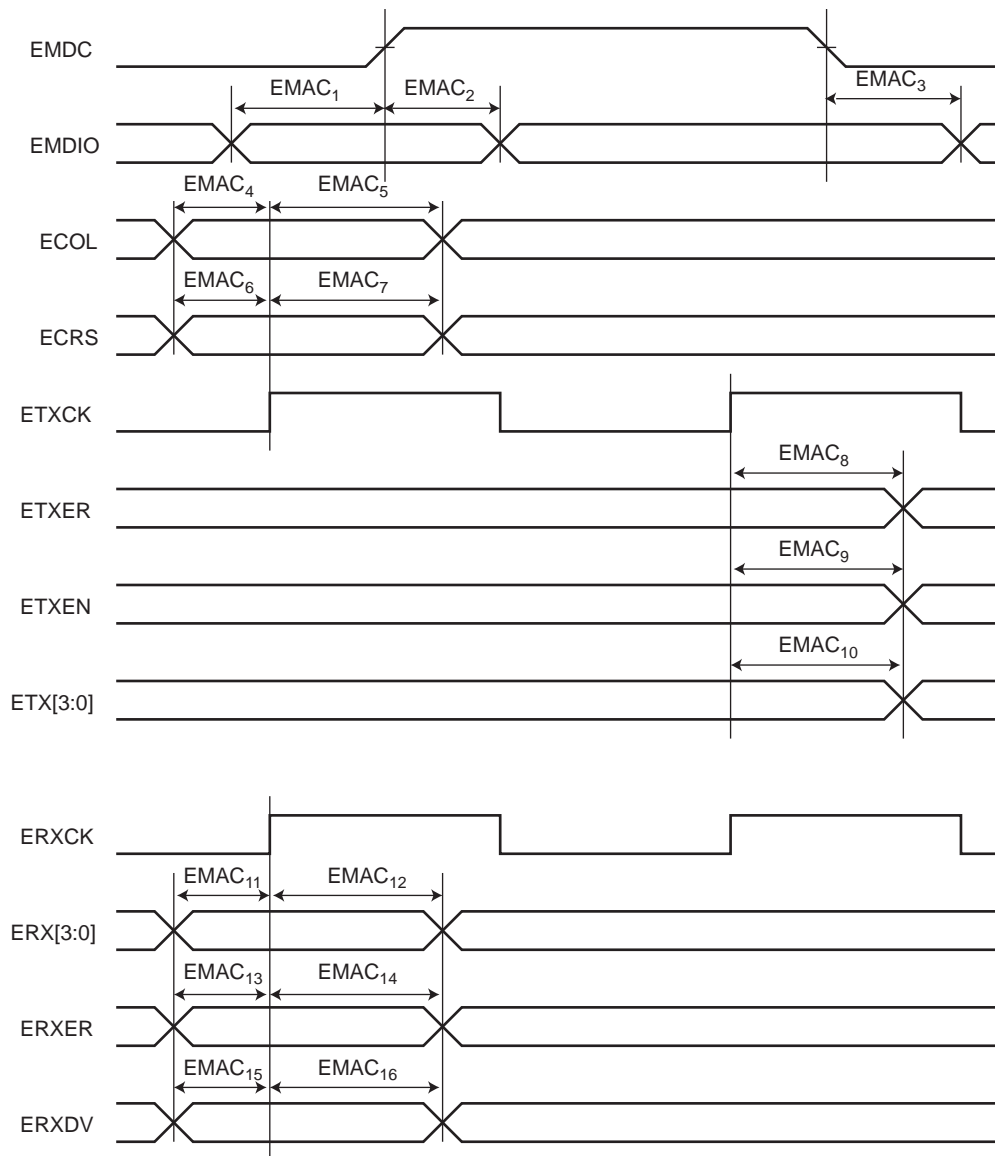 EMDC
EMAC1 EMAC2 EMAC3
EMDIO
EMAC4 EMAC5
ECOL
EMAC6 EMAC7
ECRS
ETXCK
EMAC8
ETXER
EMAC9
ETXEN
EMAC10
ETX[3:0]
ERXCK
EMAC11 EMAC12
ERX[3:0]
EMAC13 EMAC14
ERXER
EMAC15 EMAC16
ERXDV